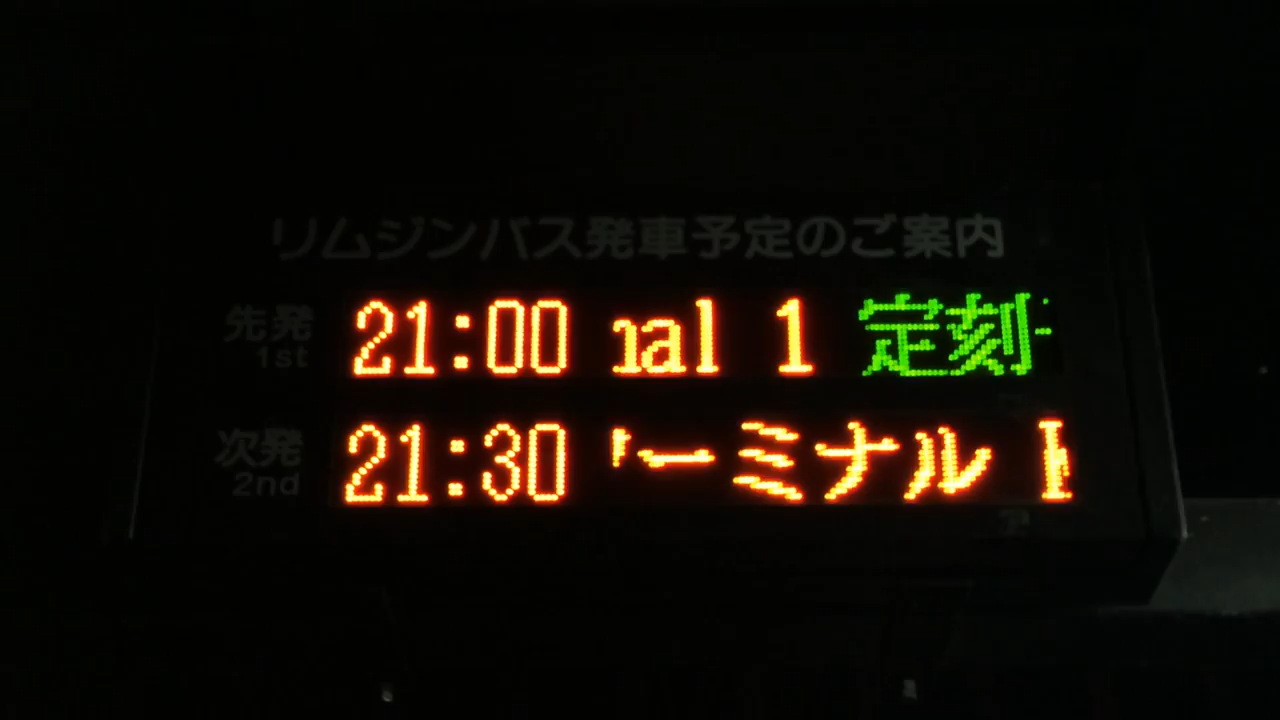 リムジンバス発車予定のご案内
先発 21:00 nal 1 定刻
1st
次発 21:30 ーミナル
2nd